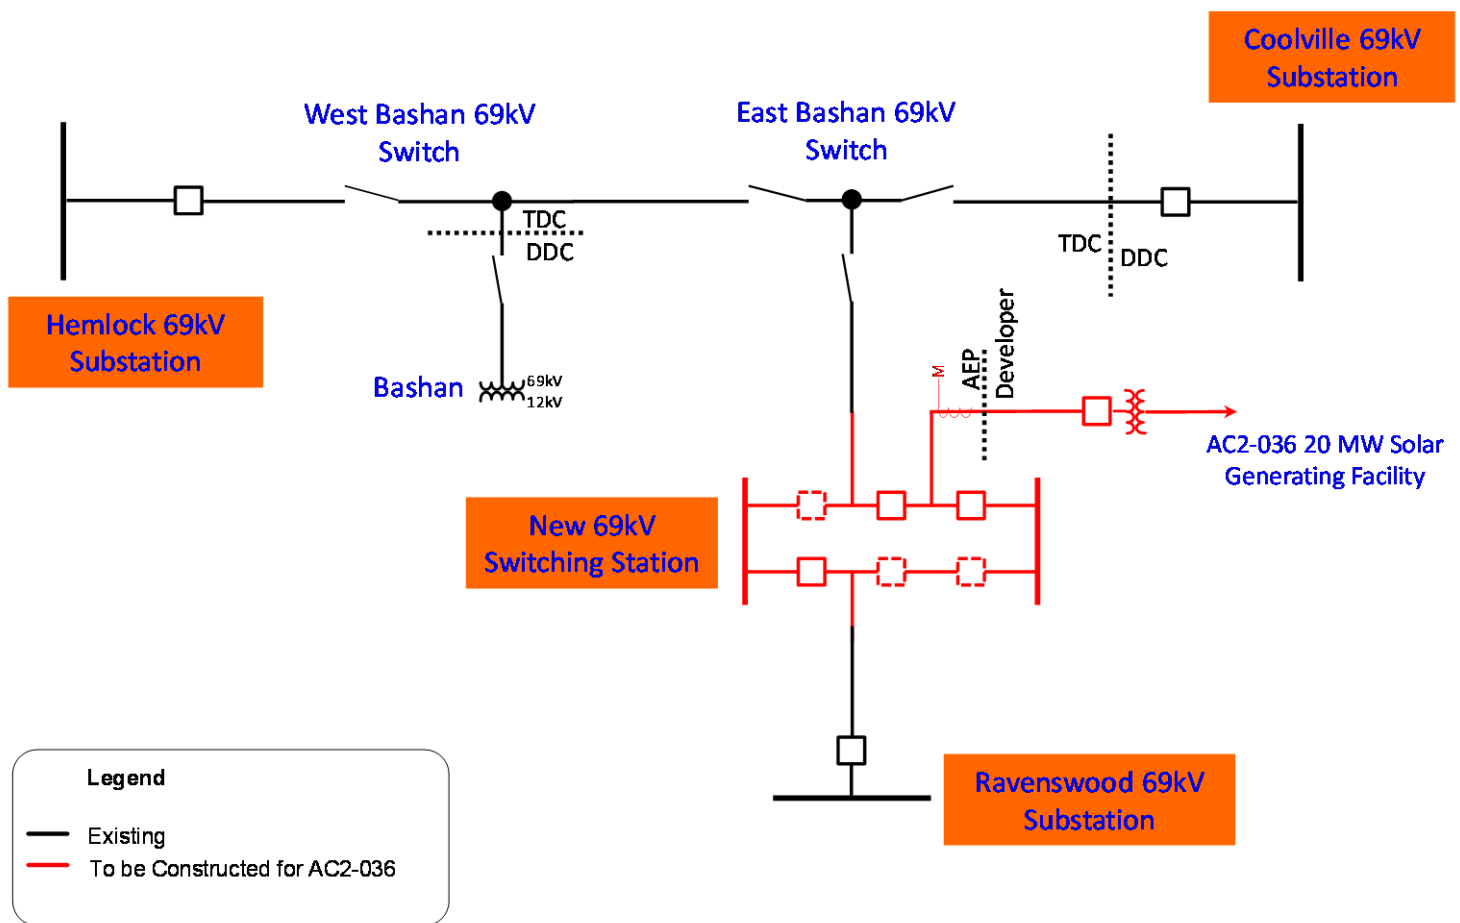 Coolville 69kV
Substation
West Bashan 69kV
Switch
East Bashan 69kV
Switch
TDC
DDC
TDC
DDC
Hemlock 69kV
Substation
Bashan
69kV
12kV
M
AEP
Developer
AC2-036 20 MW Solar
Generating Facility
New 69kV
Switching Station
Ravenswood 69kV
Substation
Legend
Existing
To be Constructed for AC2-036